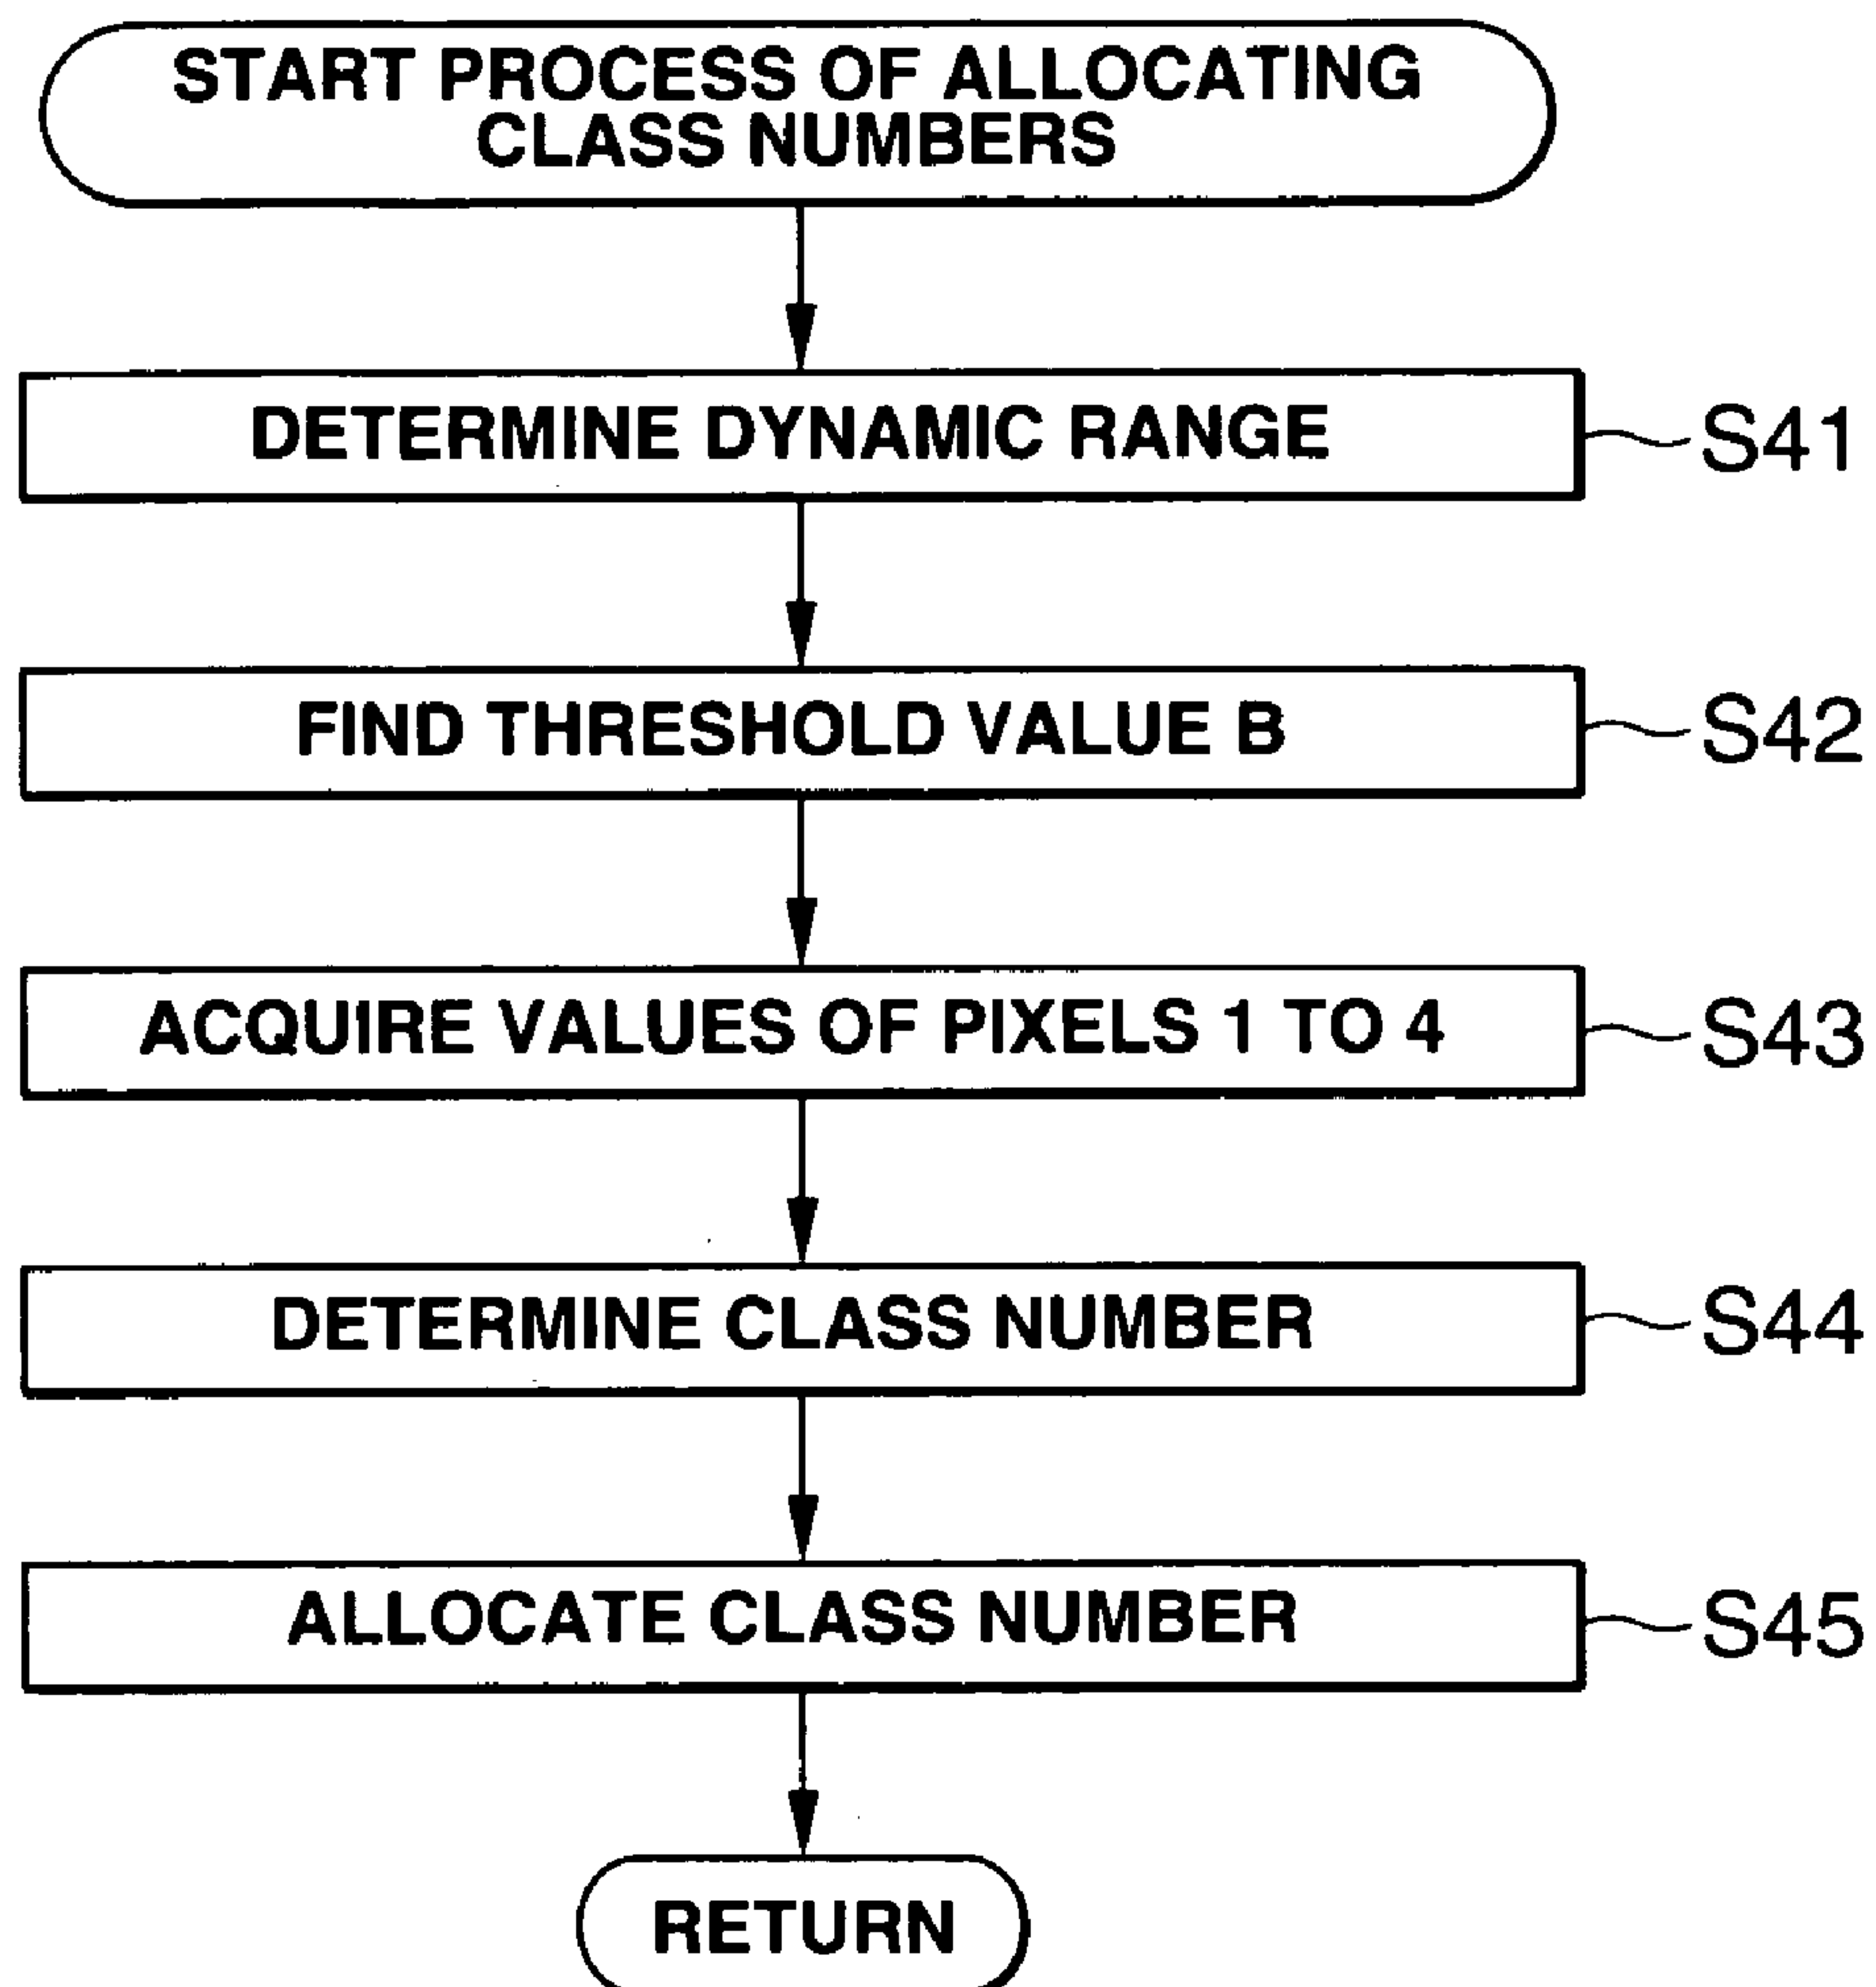 START PROCESS OF ALLOCATING
CLASS NUMBERS
DETERMINE DYNAMIC RANGE
S41
FIND THRESHOLD VALUE B
S42
ACQUIRE VALUES OF PIXELS 1 TO 4
S43
DETERMINE CLASS NUMBER
S44
ALLOCATE CLASS NUMBER
S45
RETURN